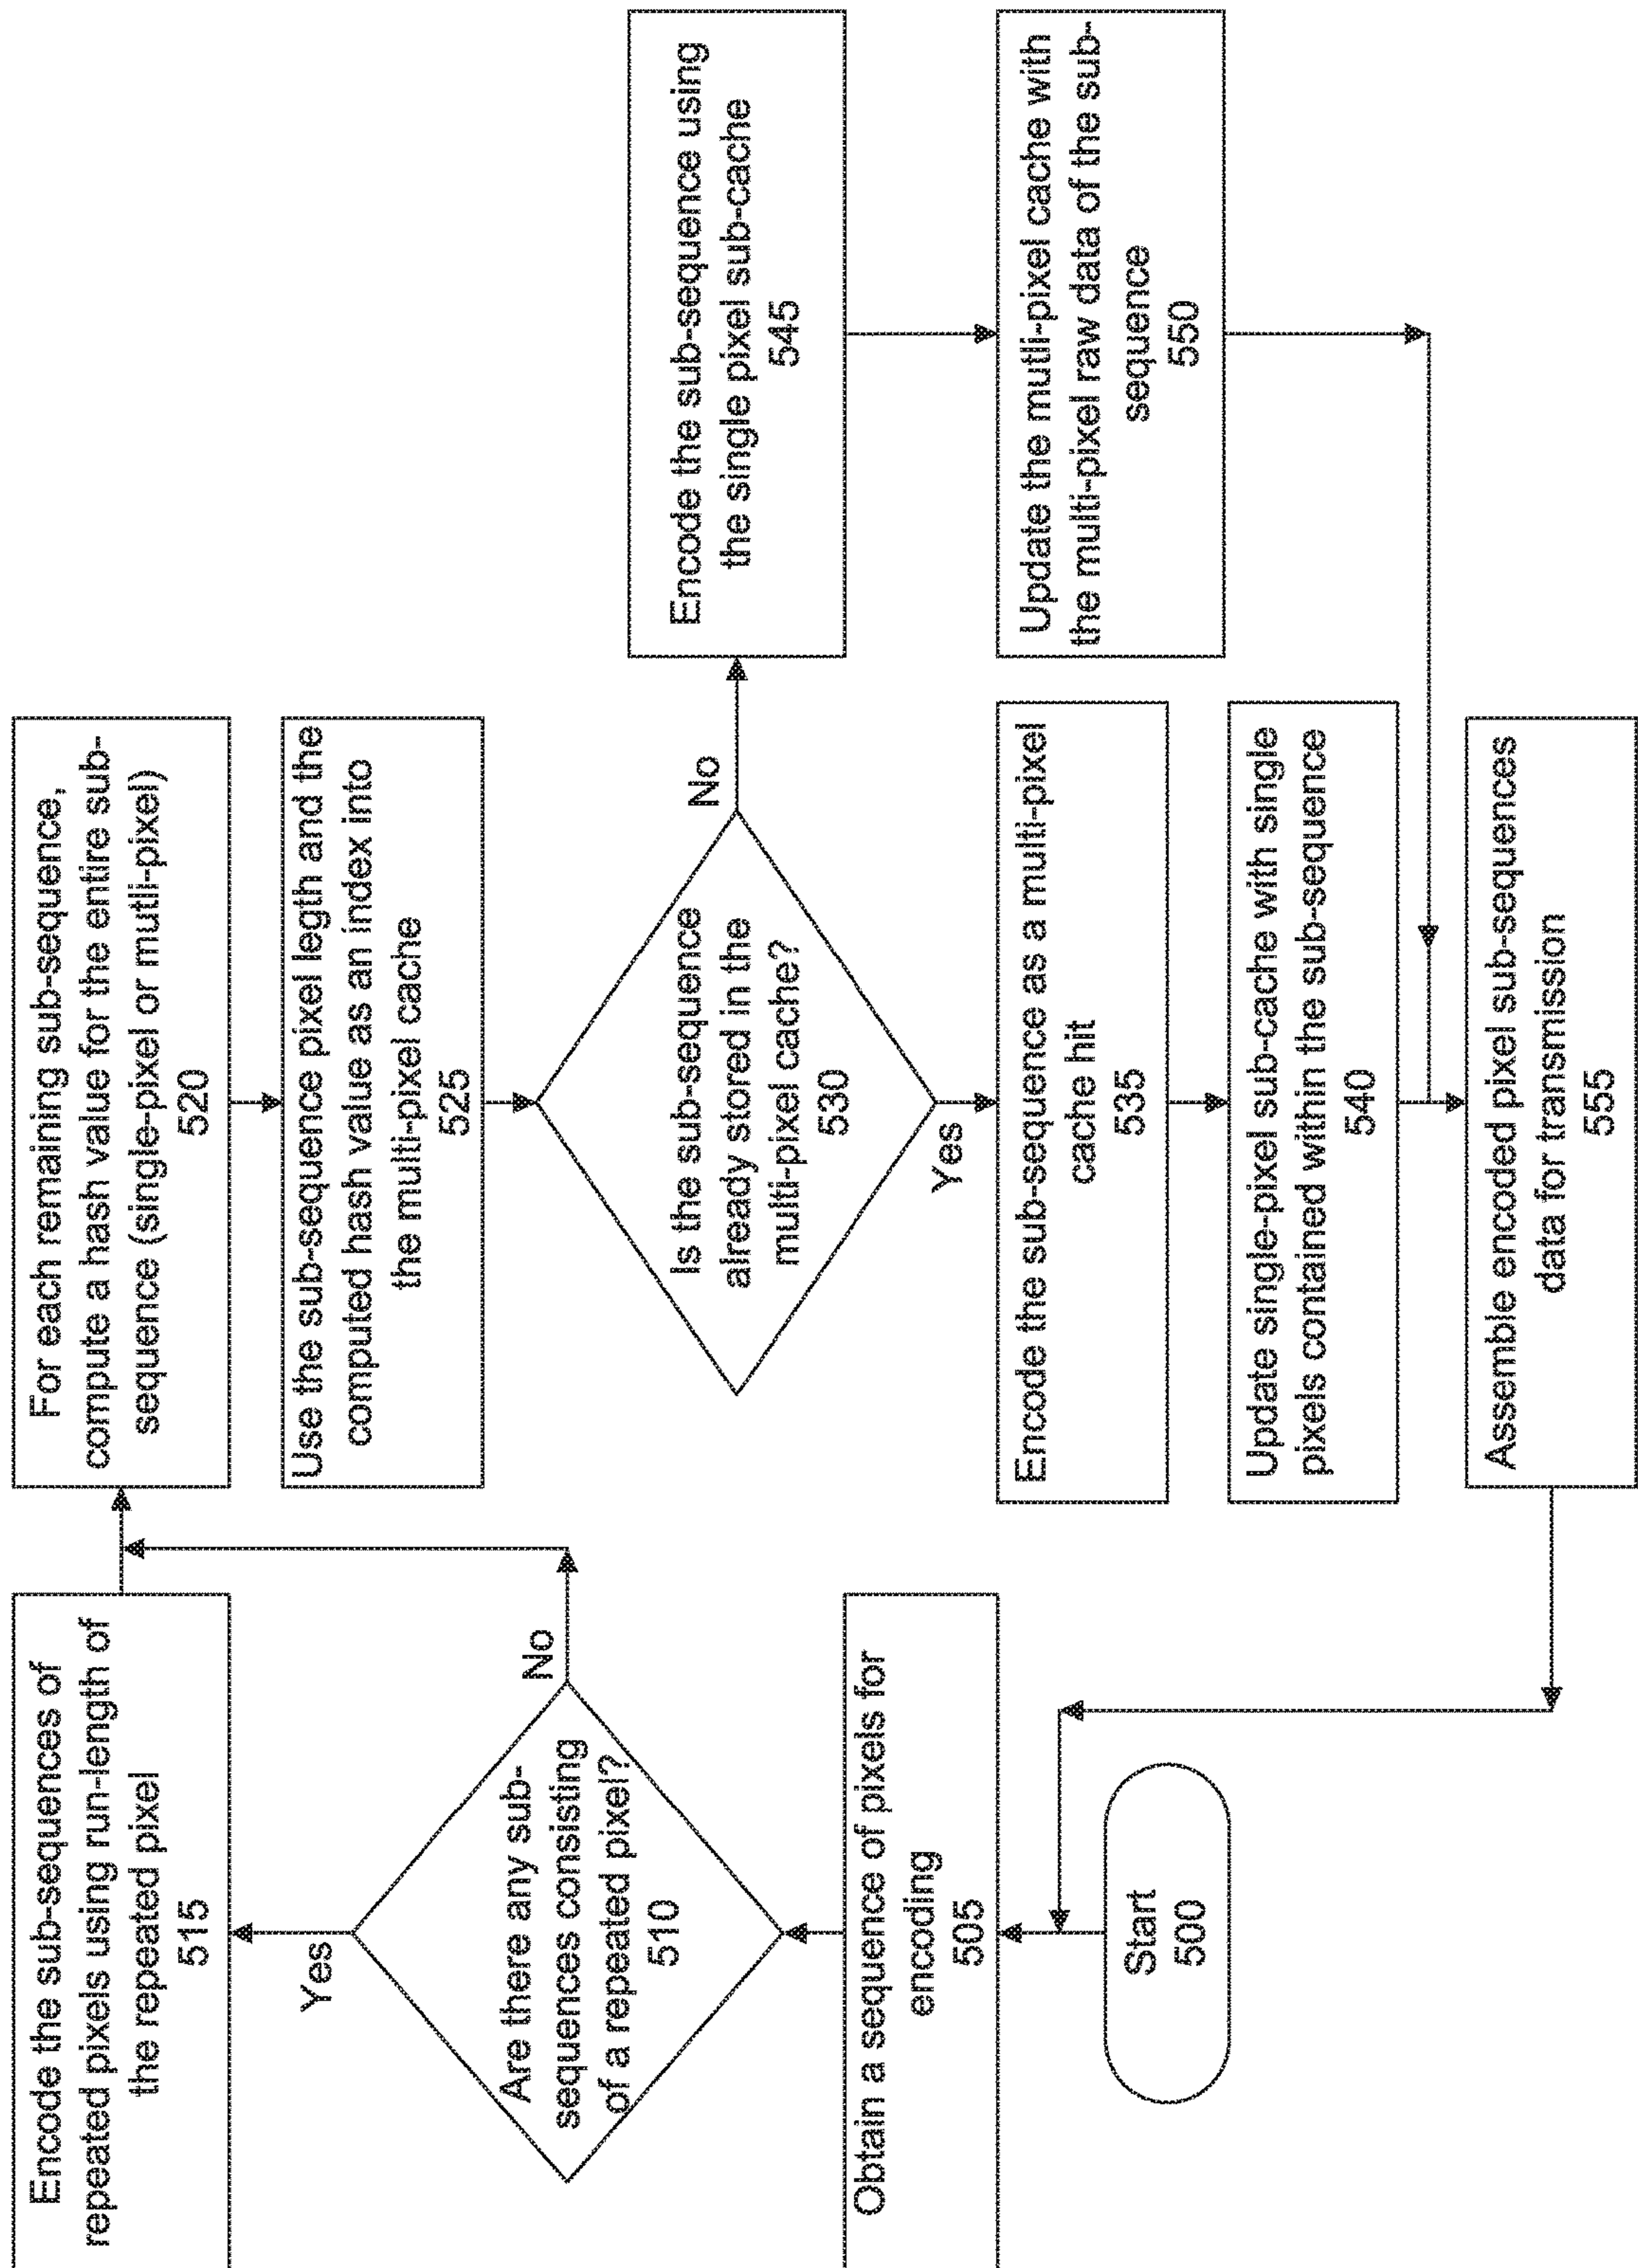 Start
500
Obtain a sequence of pixels for
encoding
505
Are there any sub-
sequences consisting
of a repeated pixel?
510
Yes
No
Encode the sub-sequences of
repeated pixels using run-length of
the repeated pixel
515
For each remaining sub-sequence,
compute a hash value for the entire sub-
sequence (single-pixel or mutli-pixel)
520
Use the sub-sequence pixel legth and the
computed hash value as an index into
the multi-pixel cache
525
Is the sub-sequence
already stored in the
multi-pixel cache?
530
No
Yes
Encode the sub-sequence as a multi-pixel
cache hit
535
Update single-pixel sub-cache with single
pixels contained within the sub-sequence
540
Encode the sub-sequence using
the single pixel sub-cache
545
Update the mutli-pixel cache with
the multi-pixel raw data of the sub-
sequence
550
Assemble encoded pixel sub-sequences
data for transmission
555